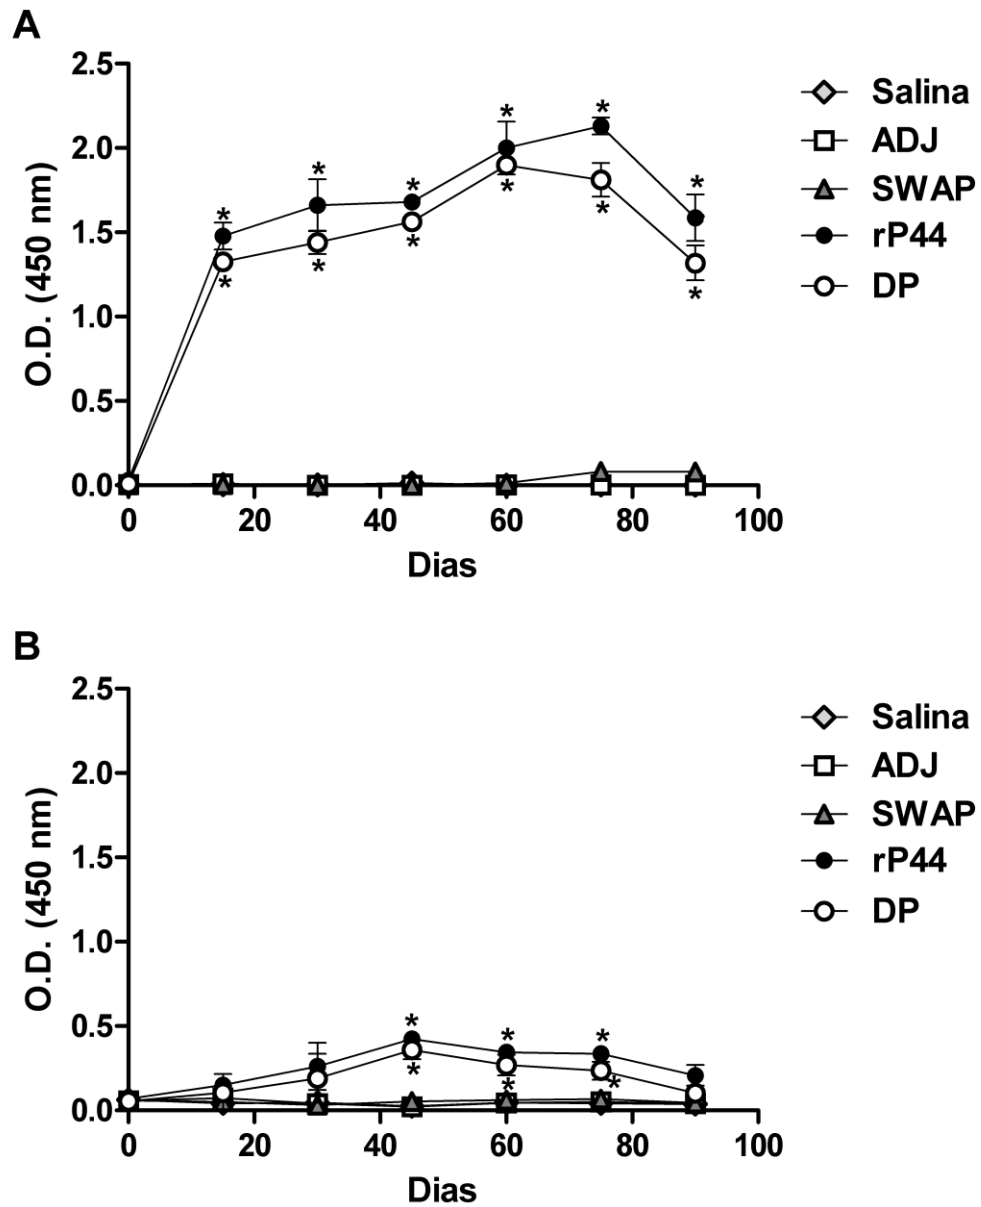 A
2.5
2.0
1.5
1.0
0.5
0.0
O.D. (450 nm)
0 20 40 60 80 100
Dias
Salina
ADJ
SWAP
rP44
DP
* * * * * *
* * * * * *
B
2.5
2.0
1.5
1.0
0.5
0.0
O.D. (450 nm)
0 20 40 60 80 100
Dias
Salina
ADJ
SWAP
rP44
DP
* * *
* * *